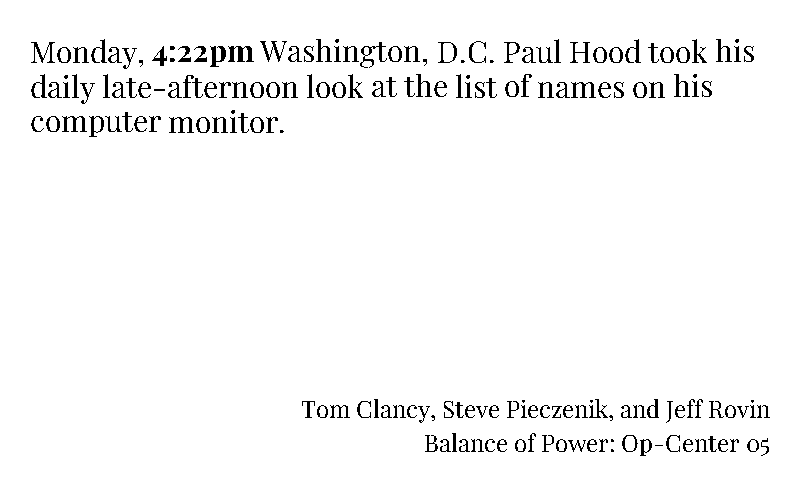 Monday, 4:22pm Washington, D.C. Paul Hood took his
daily late-afternoon look at the list of names on his
computer monitor.
Tom Clancy, Steve Pieczenik, and Jeff Rovin
Balance of Power: Op-Center 05